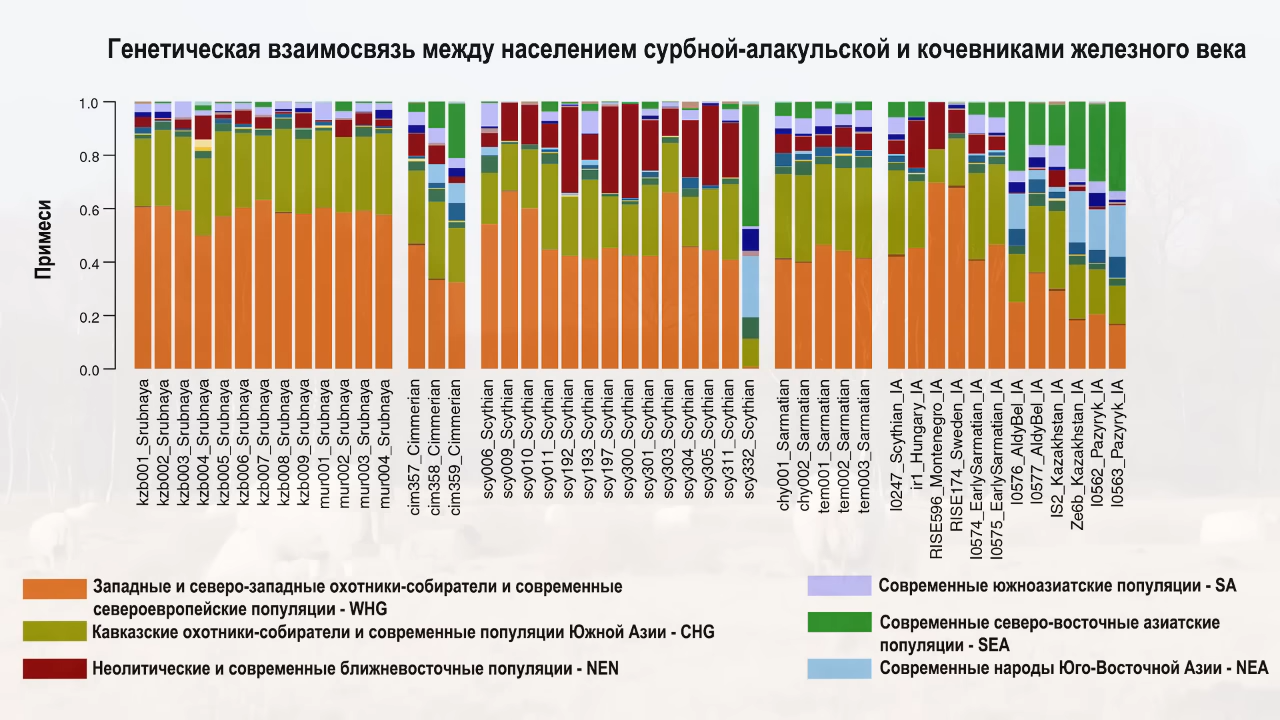 Генетическая взаимосвязь между населением сурбной-алакульской и кочевниками железного века
Примеси
1.0
0.8
0.6
0.4
0.2
0.0
kzb001_Srubnaya
kzb002_Srubnaya
kzb003_Srubnaya
kzb004_Srubnaya
kzb005_Srubnaya
kzb006_Srubnaya
kzb007_Srubnaya
kzb008_Srubnaya
kzb009_Srubnaya
mur001_Srubnaya
mur002_Srubnaya
mur003_Srubnaya
mur004_Srubnaya
cim357_Cimmerian
cim358_Cimmerian
cim359_Cimmerian
scy006_Scythian
scy009_Scythian
scy010_Scythian
scy011_Scythian
scy192_Scythian
scy193_Scythian
scy197_Scythian
scy300_Scythian
scy301_Scythian
scy303_Scythian
scy304_Scythian
scy305_Scythian
scy311_Scythian
scy332_Scythian
chy001_Sarmatian
chy002_Sarmatian
tem001_Sarmatian
tem002_Sarmatian
tem003_Sarmatian
I0247_Scythian_IA
ir1_Hungary_IA
RISE596_Montenegro_IA
RISE174_Sweden_IA
I0574_EarlySarmatian_IA
I0575_EarlySarmatian_IA
I0576_AldyBel_IA
I0577_AldyBel_IA
IS2_Kazakhstan_IA
Ze6b_Kazakhstan_IA
I0562_Pazyryk_IA
I0563_Pazyryk_IA
Западные и северо-западные охотники-собиратели и современные
североевропейские популяции - WHG
Кавказские охотники-собиратели и современные популяции Южной Азии - CHG
Неолитические и современные ближневосточные популяции - NEN
Современные южноазиатские популяции - SA
Современные северо-восточные азиатские
популяции - SEA
Современные народы Юго-Восточной Азии - NEA